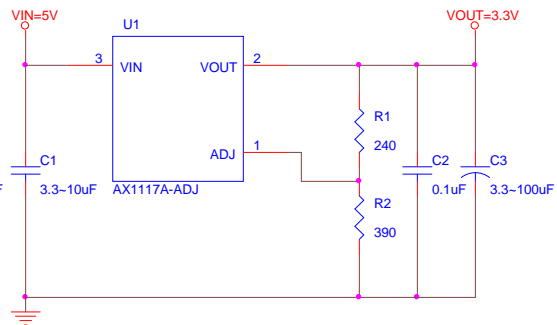 VIN=5V
VOUT=3.3V
U1
3
VIN
VOUT
2
R1
240
1
ADJ
C1
3.3~10uF
F
AX1117A-ADJ
C2
0.1uF
C3
3.3~100uF
R2
390